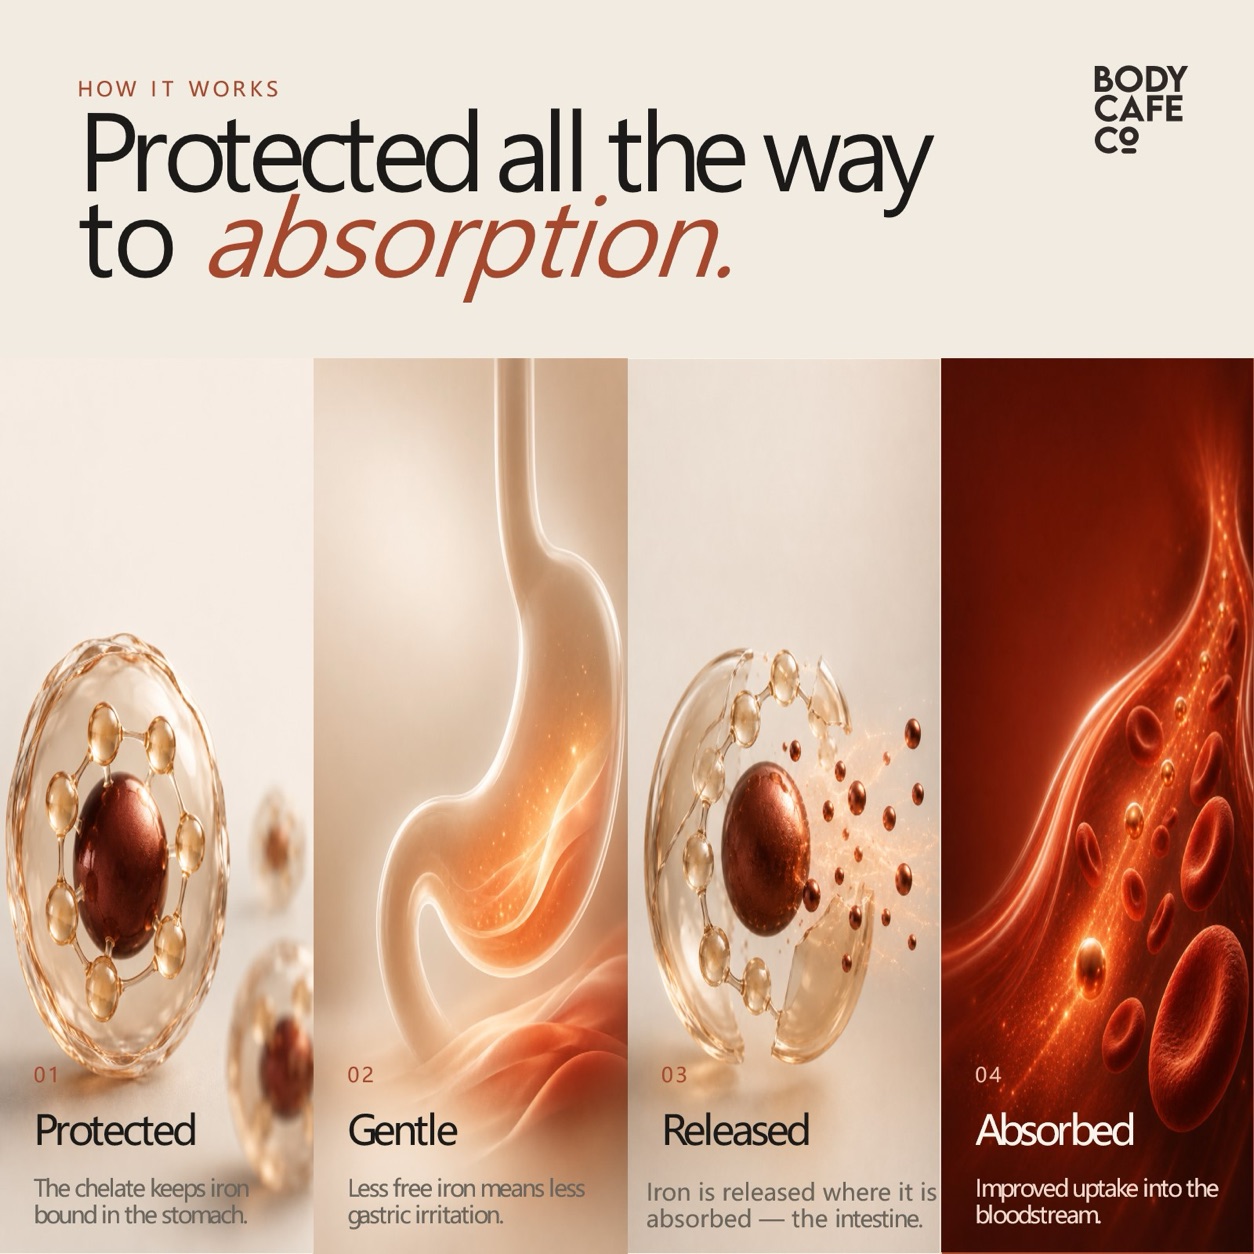 HOW IT WORKS
Protected all the way
to absorption.
BODY
CAFE
Cº
01
Protected
The chelate keeps iron
bound in the stomach.
02
Gentle
Less free iron means less
gastric irritation.
03
Released
Iron is released where it is
absorbed — the intestine.
04
Absorbed
Improved uptake into the
bloodstream.